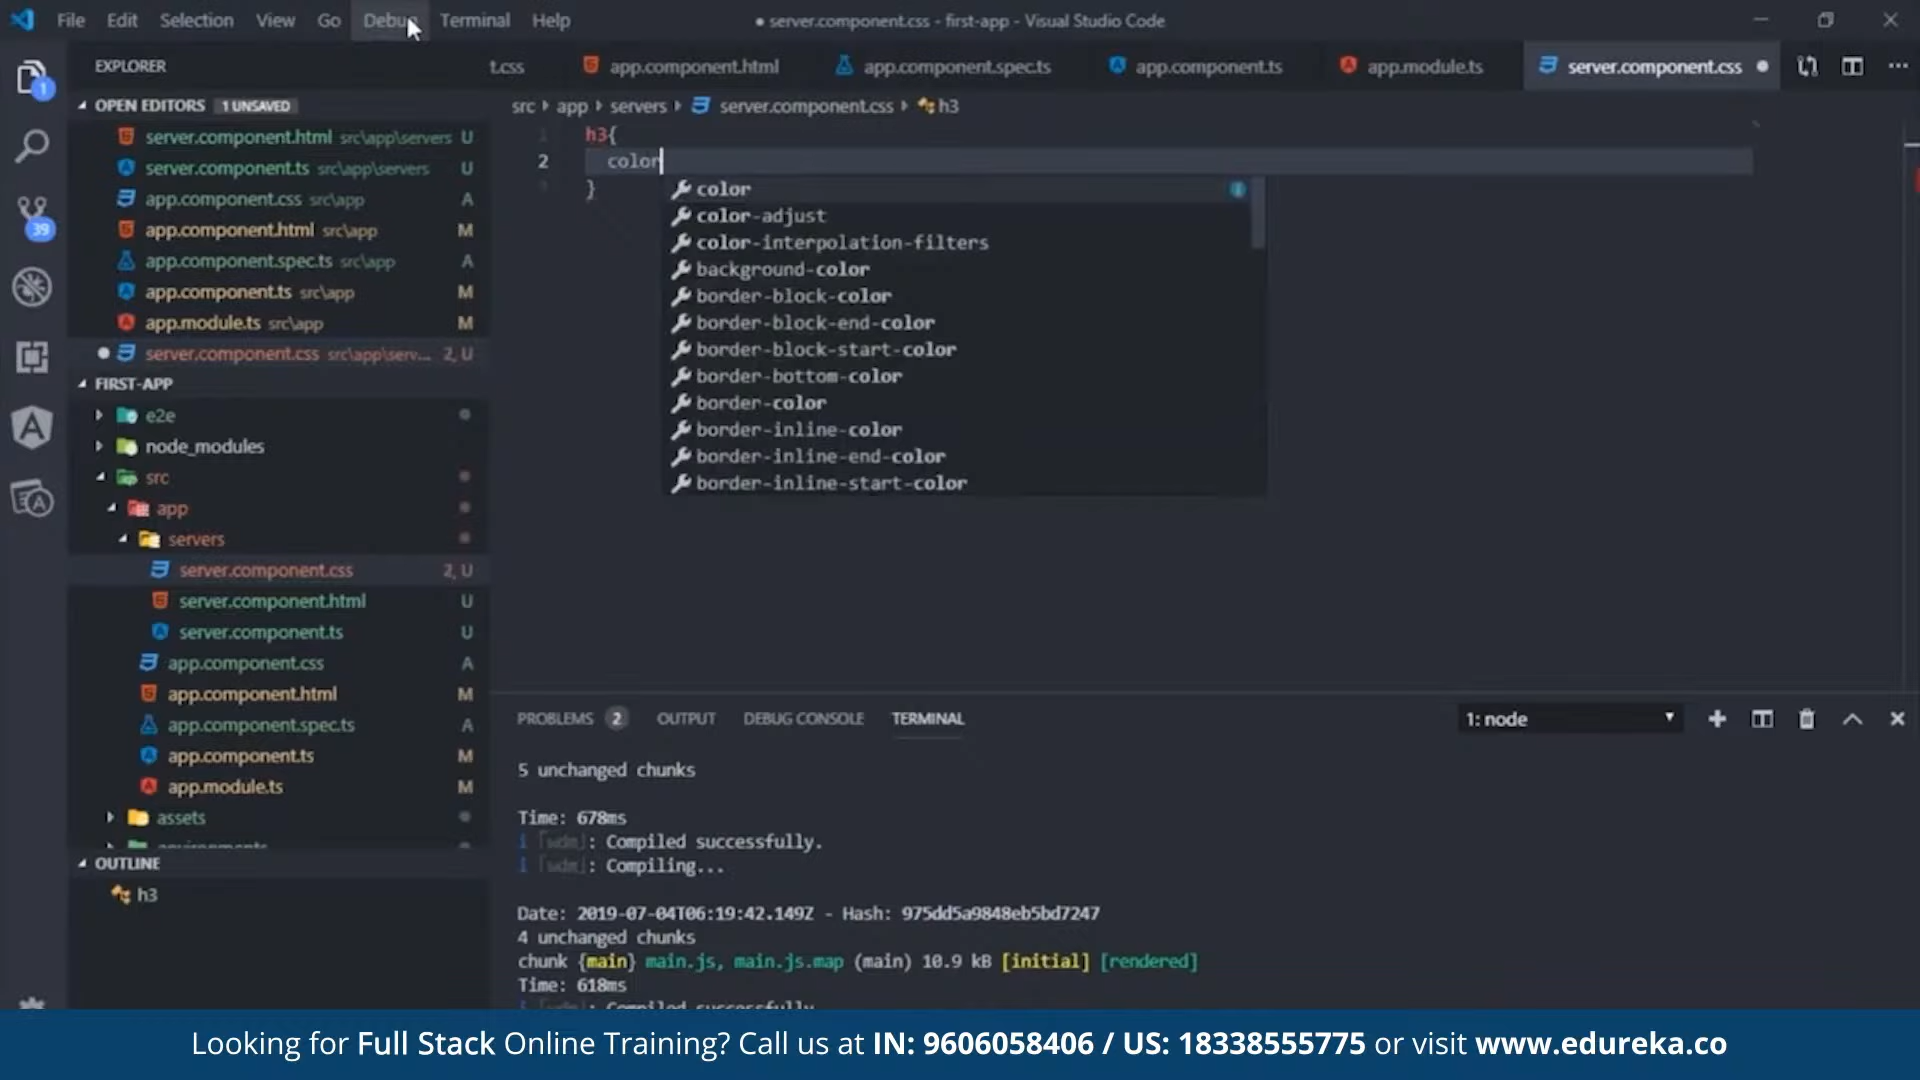 File Edit Selection View Go Debug Terminal Help
● server.component.css - first-app - Visual Studio Code
EXPLORER
t.css app.component.html app.component.spec.ts app.component.ts app.module.ts server.component.css
OPEN EDITORS 1 UNSAVED
src app servers server.component.css h3
server.component.html src\app\servers U
server.component.ts src\app\servers U
app.component.css src\app A
app.component.html src\app M
app.component.spec.ts src\app A
app.component.ts src\app M
app.module.ts src\app M
server.component.css src\app\serv... 2, U
1
39
FIRST-APP
e2e
node_modules
src
app
servers
server.component.css 2, U
server.component.html U
server.component.ts U
app.component.css A
app.component.html M
app.component.spec.ts A
app.component.ts M
app.module.ts M
assets
environments
OUTLINE
h3
1 h3{
2 color
3 }
color
color-adjust
color-interpolation-filters
background-color
border-block-color
border-block-end-color
border-block-start-color
border-bottom-color
border-color
border-inline-color
border-inline-end-color
border-inline-start-color
PROBLEMS 2 OUTPUT DEBUG CONSOLE TERMINAL 1: node
5 unchanged chunks
Time: 678ms
i ｢wdm｣: Compiled successfully.
i ｢wdm｣: Compiling...
Date: 2019-07-04T06:19:42.149Z - Hash: 975dd5a9848eb5bd7247
4 unchanged chunks
chunk {main} main.js, main.js.map (main) 10.9 kB [initial] [rendered]
Time: 618ms
i ｢wdm｣: Compiled successfully.
Looking for Full Stack Online Training? Call us at IN: 9606058406 / US: 18338555775 or visit www.edureka.co